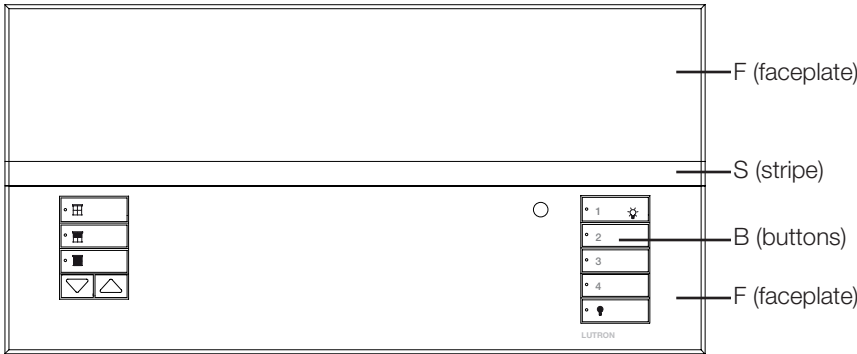 F (faceplate)
S (stripe)
1
2
B (buttons)
3
4
F (faceplate)
LUTRON